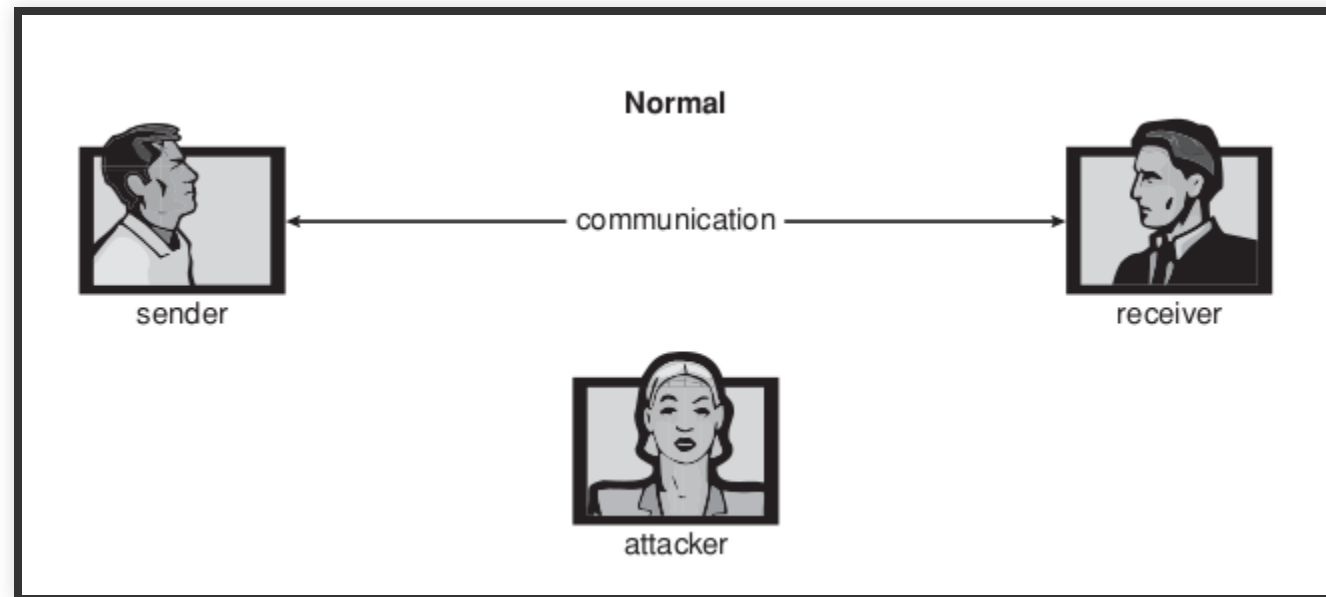 Normal
communication
sender
receiver
attacker